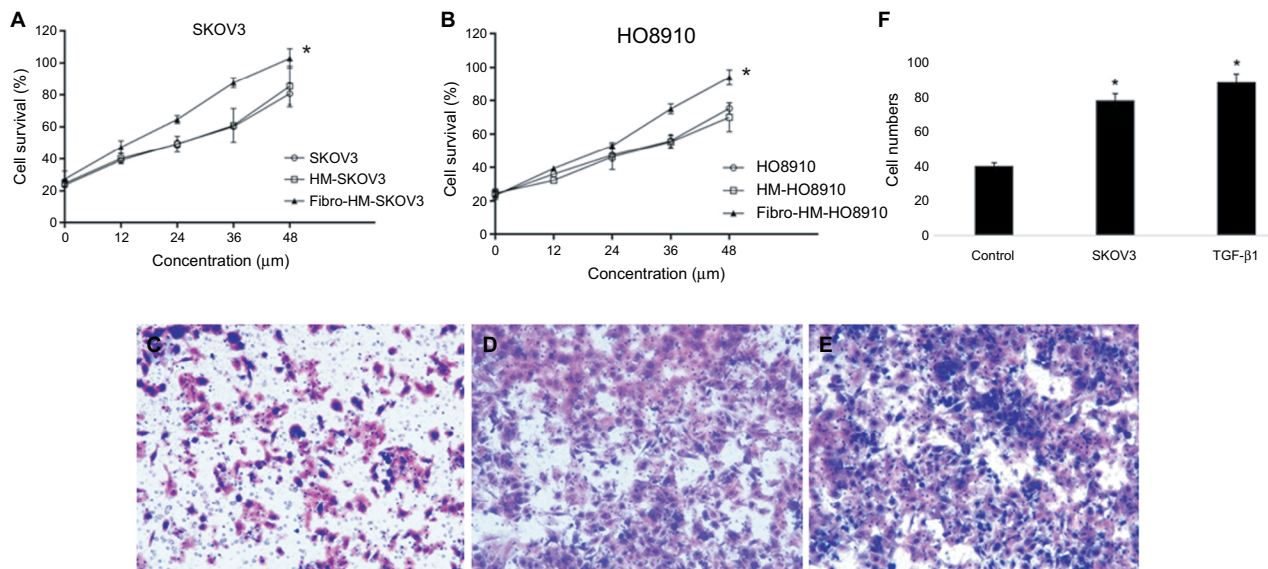 A
SKOV3
Cell survival (%)
120
100
80
60
40
20
0
0 12 24 36 48
Concentration (μm)
*
SKOV3
HM-SKOV3
Fibro-HM-SKOV3
B
HO8910
Cell survival (%)
120
100
80
60
40
20
0
0 12 24 36 48
Concentration (μm)
*
HO8910
HM-HO8910
Fibro-HM-HO8910
F
Cell numbers
100
80
60
40
20
0
* *
Control SKOV3 TGF-β1
C
D
E